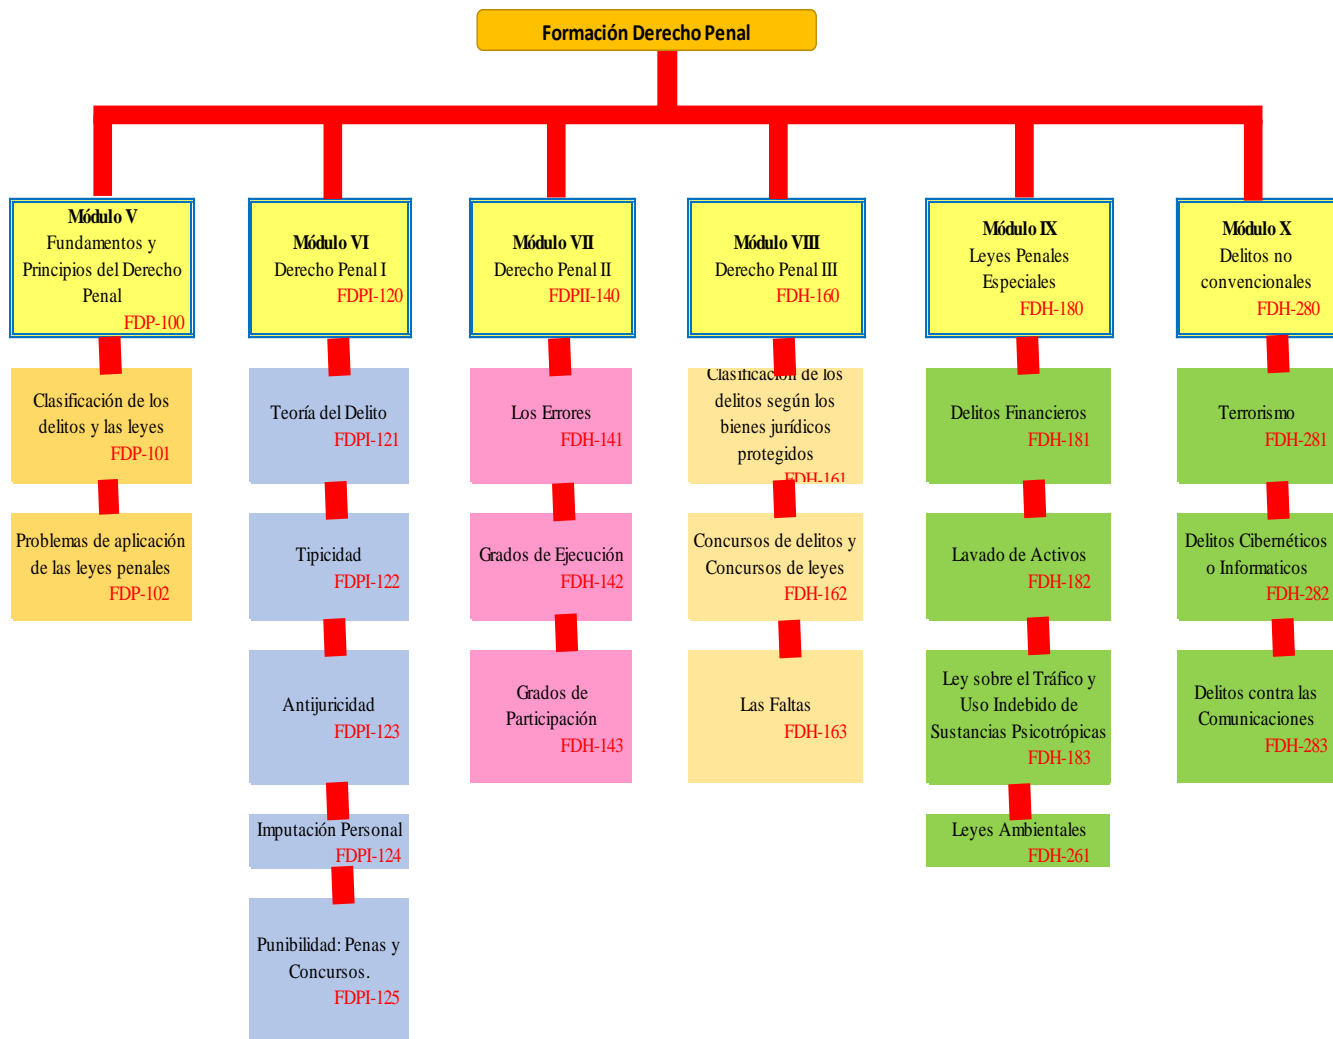 Formación Derecho Penal
Módulo V
Fundamentos y
Principios del Derecho
Penal
FDP-100
Clasificación de los
delitos y las leyes
FDP-101
Problemas de aplicación
de las leyes penales
FDP-102
Módulo VI
Derecho Penal I
FDPI-120
Teoría del Delito
FDPI-121
Tipicidad
FDPI-122
Antijuricidad
FDPI-123
Imputación Personal
FDPI-124
Punibilidad: Penas y
Concursos.
FDPI-125
Módulo VII
Derecho Penal II
FDPII-140
Los Errores
FDH-141
Grados de Ejecución
FDH-142
Grados de
Participación
FDH-143
Módulo VIII
Derecho Penal III
FDH-160
Clasificación de los
delitos según los
bienes jurídicos
protegidos
FDH-161
Concursos de delitos y
Concursos de leyes
FDH-162
Las Faltas
FDH-163
Módulo IX
Leyes Penales
Especiales
FDH-180
Delitos Financieros
FDH-181
Lavado de Activos
FDH-182
Ley sobre el Tráfico y
Uso Indebido de
Sustancias Psicotrópicas
FDH-183
Leyes Ambientales
FDH-261
Módulo X
Delitos no
convencionales
FDH-280
Terrorismo
FDH-281
Delitos Cibernéticos
o Informaticos
FDH-282
Delitos contra las
Comunicaciones
FDH-283